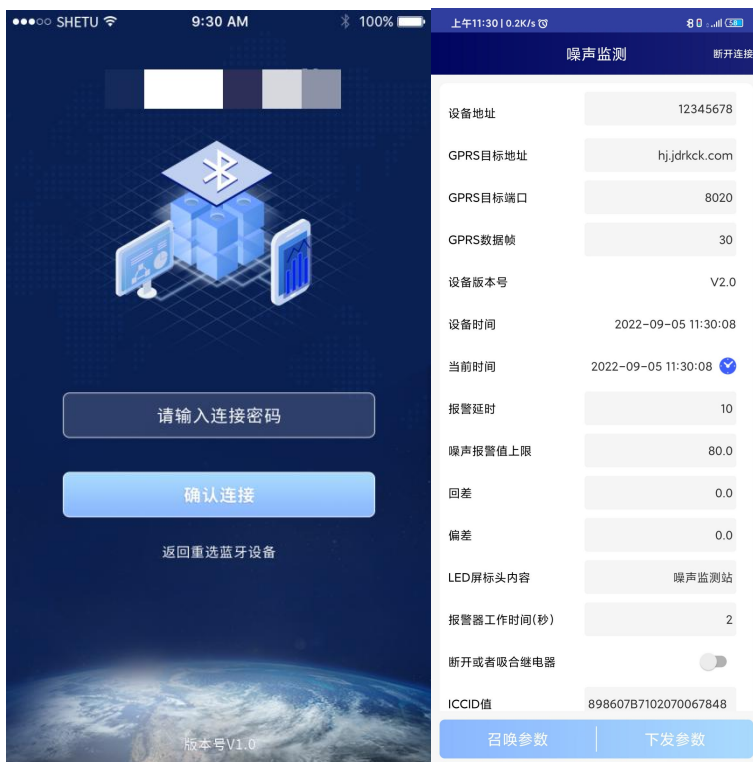 SHETU
9:30 AM
100%
请输入连接密码
确认连接
返回重选蓝牙设备
版本号V1.0
上午11:30 | 0.2K/s
58
噪声监测
断开连接
设备地址
12345678
GPRS目标地址
hj.jdrkck.com
GPRS目标端口
8020
GPRS数据帧
30
设备版本号
V2.0
设备时间
2022-09-05 11:30:08
当前时间
2022-09-05 11:30:08
报警延时
10
噪声报警值上限
80.0
回差
0.0
偏差
0.0
LED屏标头内容
噪声监测站
报警器工作时间(秒)
2
断开或者吸合继电器
ICCID值
898607B7102070067848
召唤参数
下发参数